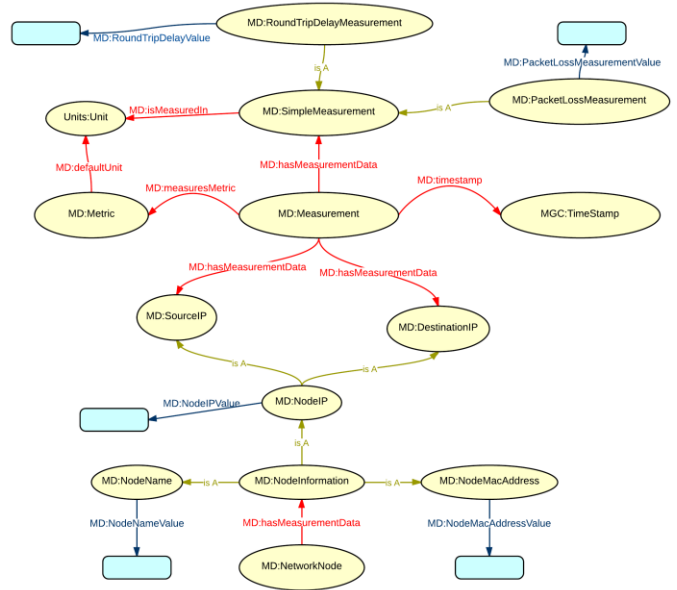 MD:RoundTripDelayMeasurement
MD:RoundTripDelayValue
MD:PacketLossMeasurementValue
is A
MD:PacketLossMeasurement
MD:isMeasuredIn
MD:SimpleMeasurement
is A
Units:Unit
MD:defaultUnit
MD:hasMeasurementData
MD:measuresMetric
MD:timestamp
MD:Metric
MD:Measurement
MGC:TimeStamp
MD:hasMeasurementData
MD:hasMeasurementData
MD:SourceIP
MD:DestinationIP
is A
is A
MD:NodeIPValue
MD:NodeIP
is A
MD:NodeName
is A
MD:NodeInformation
is A
MD:NodeMacAddress
MD:NodeNameValue
MD:hasMeasurementData
MD:NodeMacAddressValue
MD:NetworkNode